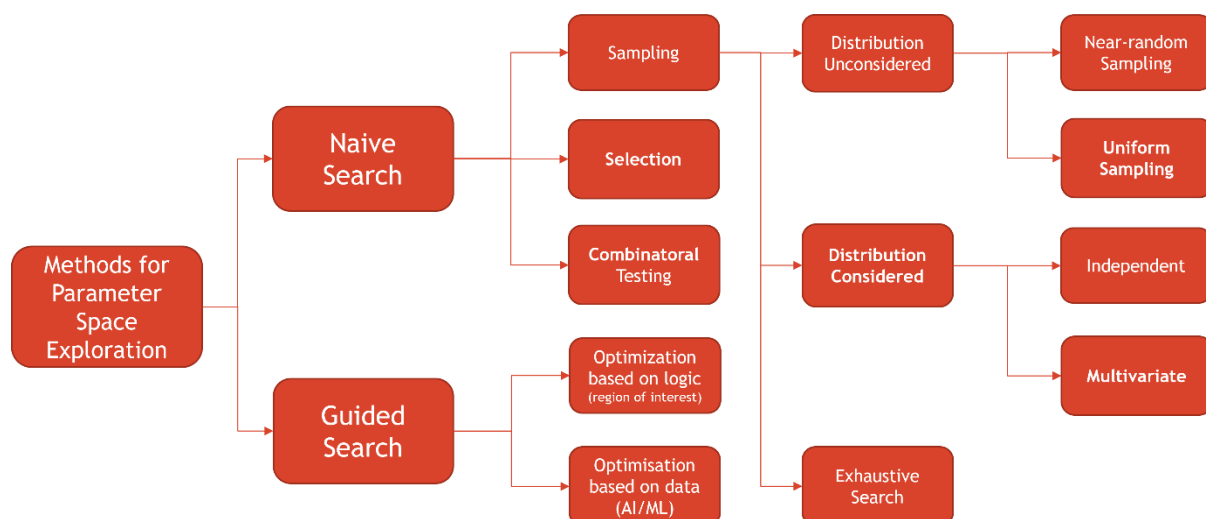 Methods for
Parameter
Space
Exploration
Naive
Search
Guided
Search
Sampling
Selection
Combinatoral
Testing
Optimization
based on logic
(region of interest)
Optimisation
based on data
(AI/ML)
Distribution
Unconsidered
Distribution
Considered
Exhaustive
Search
Near-random
Sampling
Uniform
Sampling
Independent
Multivariate